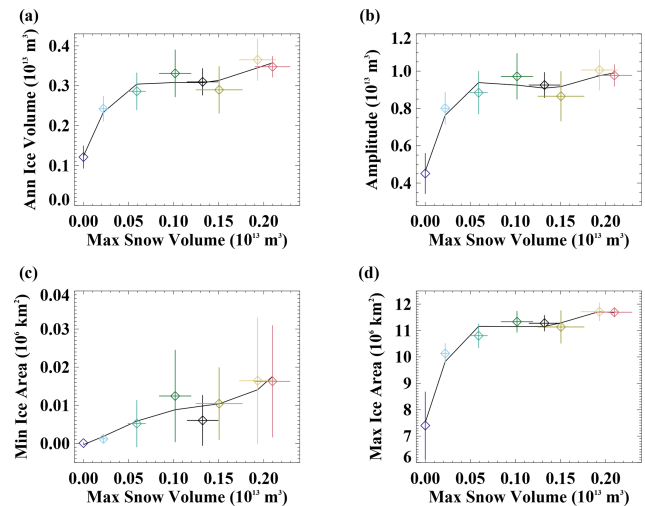 (a)
0.4
0.3
0.2
0.1
0.0
Ann Ice Volume (10¹³ m³)
0.00 0.05 0.10 0.15 0.20
Max Snow Volume (10¹³ m³)
(b)
1.2
1.0
0.8
0.6
0.4
Amplitude (10¹³ m³)
0.00 0.05 0.10 0.15 0.20
Max Snow Volume (10¹³ m³)
(c)
0.04
0.03
0.02
0.010
0.000
Min Ice Area (10⁶ km²)
0.00 0.05 0.10 0.15 0.20
Max Snow Volume (10¹³ m³)
(d)
12
11
10
9
8
7
6
Max Ice Area (10⁶ km²)
0.00 0.05 0.10 0.15 0.20
Max Snow Volume (10¹³ m³)